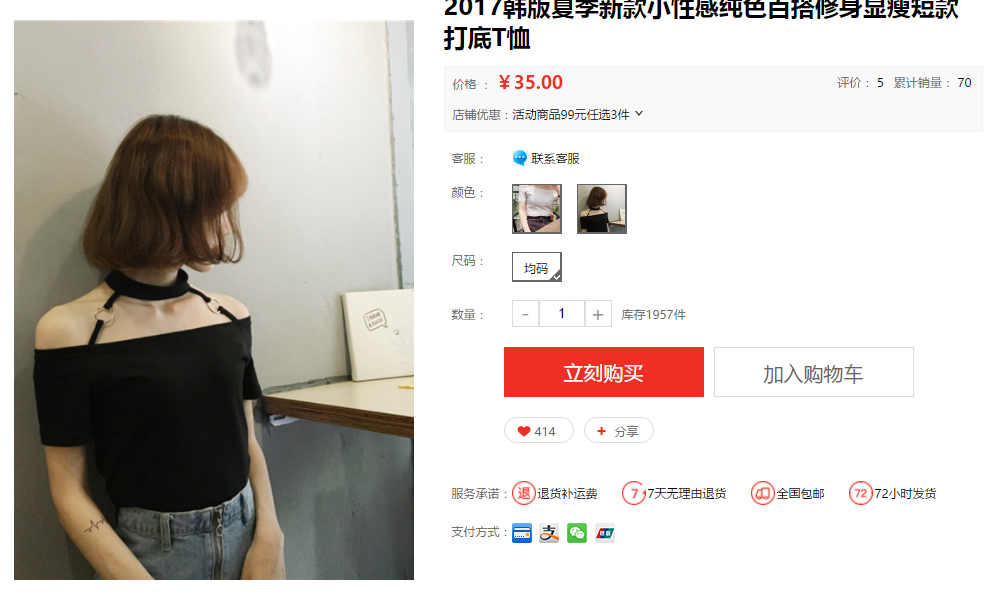 2017韩版夏季新款小性感纯色百搭修身显瘦短款
打底T恤
价格 ： ¥ 35.00 评价： 5 累计销量： 70
店铺优惠：活动商品99元任选3件
客服： 联系客服
颜色：
尺码： 均码
数量： - 1 + 库存1957件
立刻购买 加入购物车
414 + 分享
服务承诺： 退 退货补运费 7 7天无理由退货 全国包邮 72 72小时发货
支付方式： 支